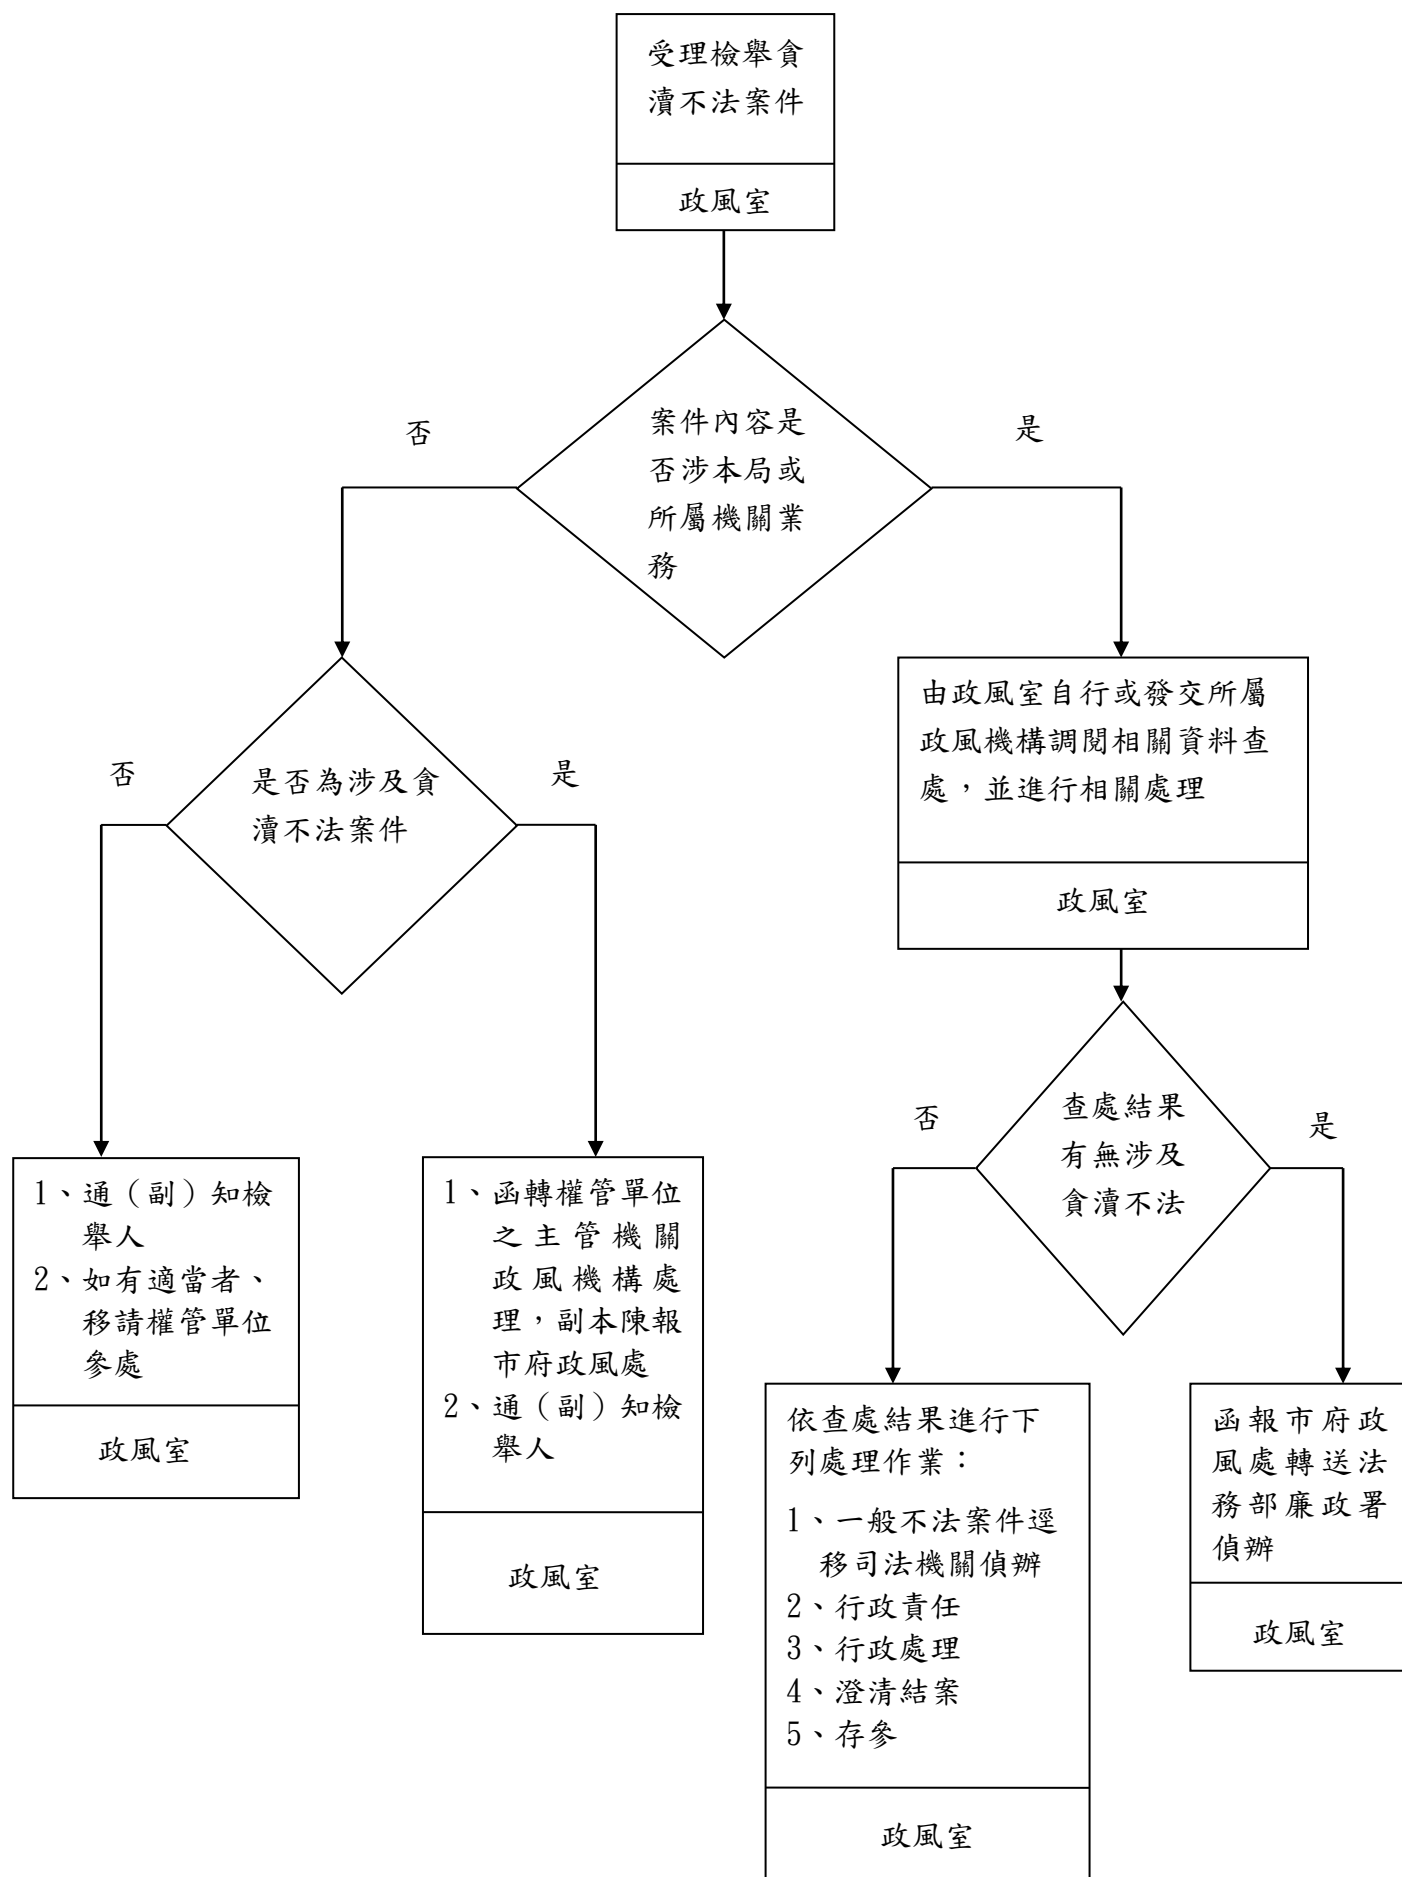 受理檢舉貪
瀆不法案件
政風室
案件內容是
否涉本局或
所屬機關業
務
否
是
是否為涉及貪
瀆不法案件
否
是
由政風室自行或發交所屬
政風機構調閱相關資料查
處，並進行相關處理
政風室
查處結果
有無涉及
貪瀆不法
否
是
1、通（副）知檢
舉人
2、如有適當者、
移請權管單位
參處
政風室
1、函轉權管單位
之主管機關
政風機構處
理，副本陳報
市府政風處
2、通（副）知檢
舉人
政風室
依查處結果進行下
列處理作業：
1、一般不法案件逕
移司法機關偵辦
2、行政責任
3、行政處理
4、澄清結案
5、存參
政風室
函報市府政
風處轉送法
務部廉政署
偵辦
政風室